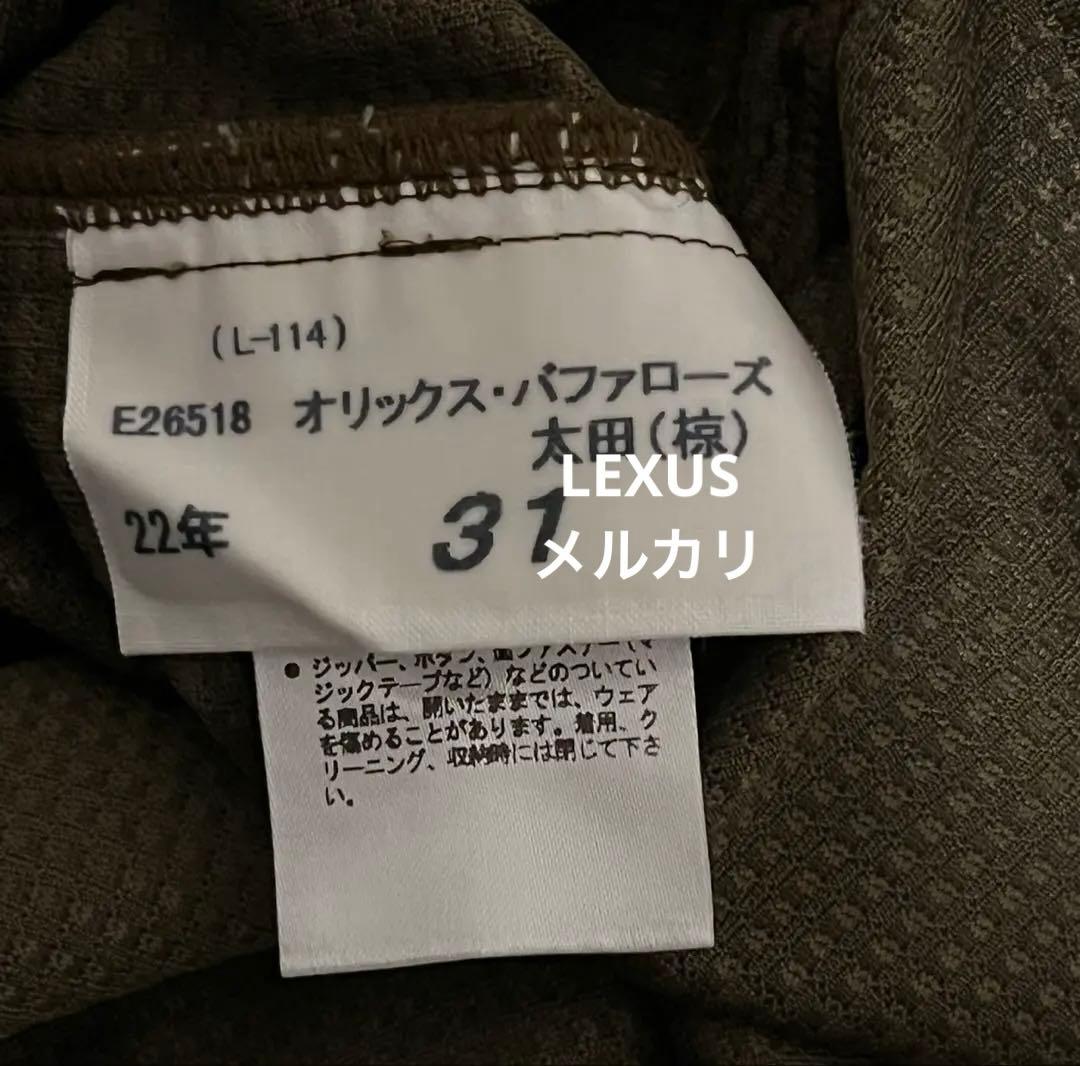 (L-114)
E26518 オリックス・バファローズ
太田(椋)
LEXUS
22年 31
メルカリ
● ジッパー、ボタン、面ファスナー(マ
ジックテープなど)などのついてい
る商品は、開いたままでは、ウェア
を傷めることがあります。着用、ク
リーニング、収納時には閉じて下さ
い。